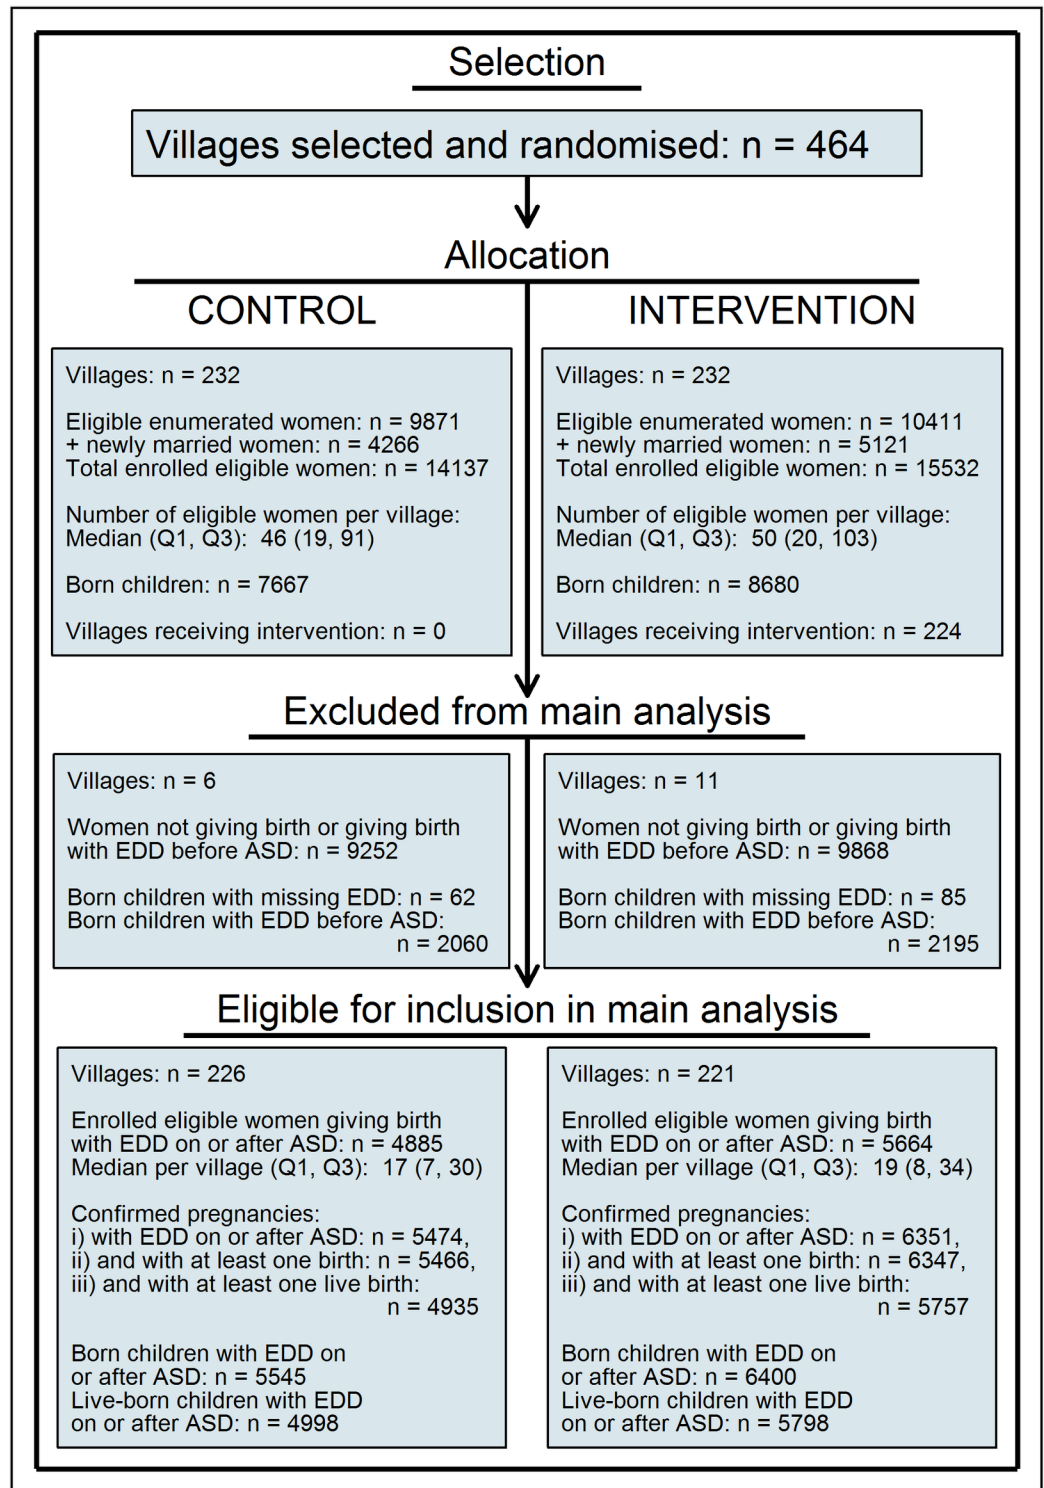 Selection
Villages selected and randomised: n = 464
Allocation
CONTROL
Villages: n = 232
Eligible enumerated women: n = 9871
+ newly married women: n = 4266
Total enrolled eligible women: n = 14137
Number of eligible women per village:
Median (Q1, Q3): 46 (19, 91)
Born children: n = 7667
Villages receiving intervention: n = 0
INTERVENTION
Villages: n = 232
Eligible enumerated women: n = 10411
+ newly married women: n = 5121
Total enrolled eligible women: n = 15532
Number of eligible women per village:
Median (Q1, Q3): 50 (20, 103)
Born children: n = 8680
Villages receiving intervention: n = 224
Excluded from main analysis
Villages: n = 6
Women not giving birth or giving birth
with EDD before ASD: n = 9252
Born children with missing EDD: n = 62
Born children with EDD before ASD:
n = 2060
Villages: n = 11
Women not giving birth or giving birth
with EDD before ASD: n = 9868
Born children with missing EDD: n = 85
Born children with EDD before ASD:
n = 2195
Eligible for inclusion in main analysis
Villages: n = 226
Enrolled eligible women giving birth
with EDD on or after ASD: n = 4885
Median per village (Q1, Q3): 17 (7, 30)
Confirmed pregnancies:
i) with EDD on or after ASD: n = 5474,
ii) and with at least one birth: n = 5466,
iii) and with at least one live birth:
n = 4935
Born children with EDD on
or after ASD: n = 5545
Live-born children with EDD
on or after ASD: n = 4998
Villages: n = 221
Enrolled eligible women giving birth
with EDD on or after ASD: n = 5664
Median per village (Q1, Q3): 19 (8, 34)
Confirmed pregnancies:
i) with EDD on or after ASD: n = 6351,
ii) and with at least one birth: n = 6347,
iii) and with at least one live birth:
n = 5757
Born children with EDD on
or after ASD: n = 6400
Live-born children with EDD
on or after ASD: n = 5798